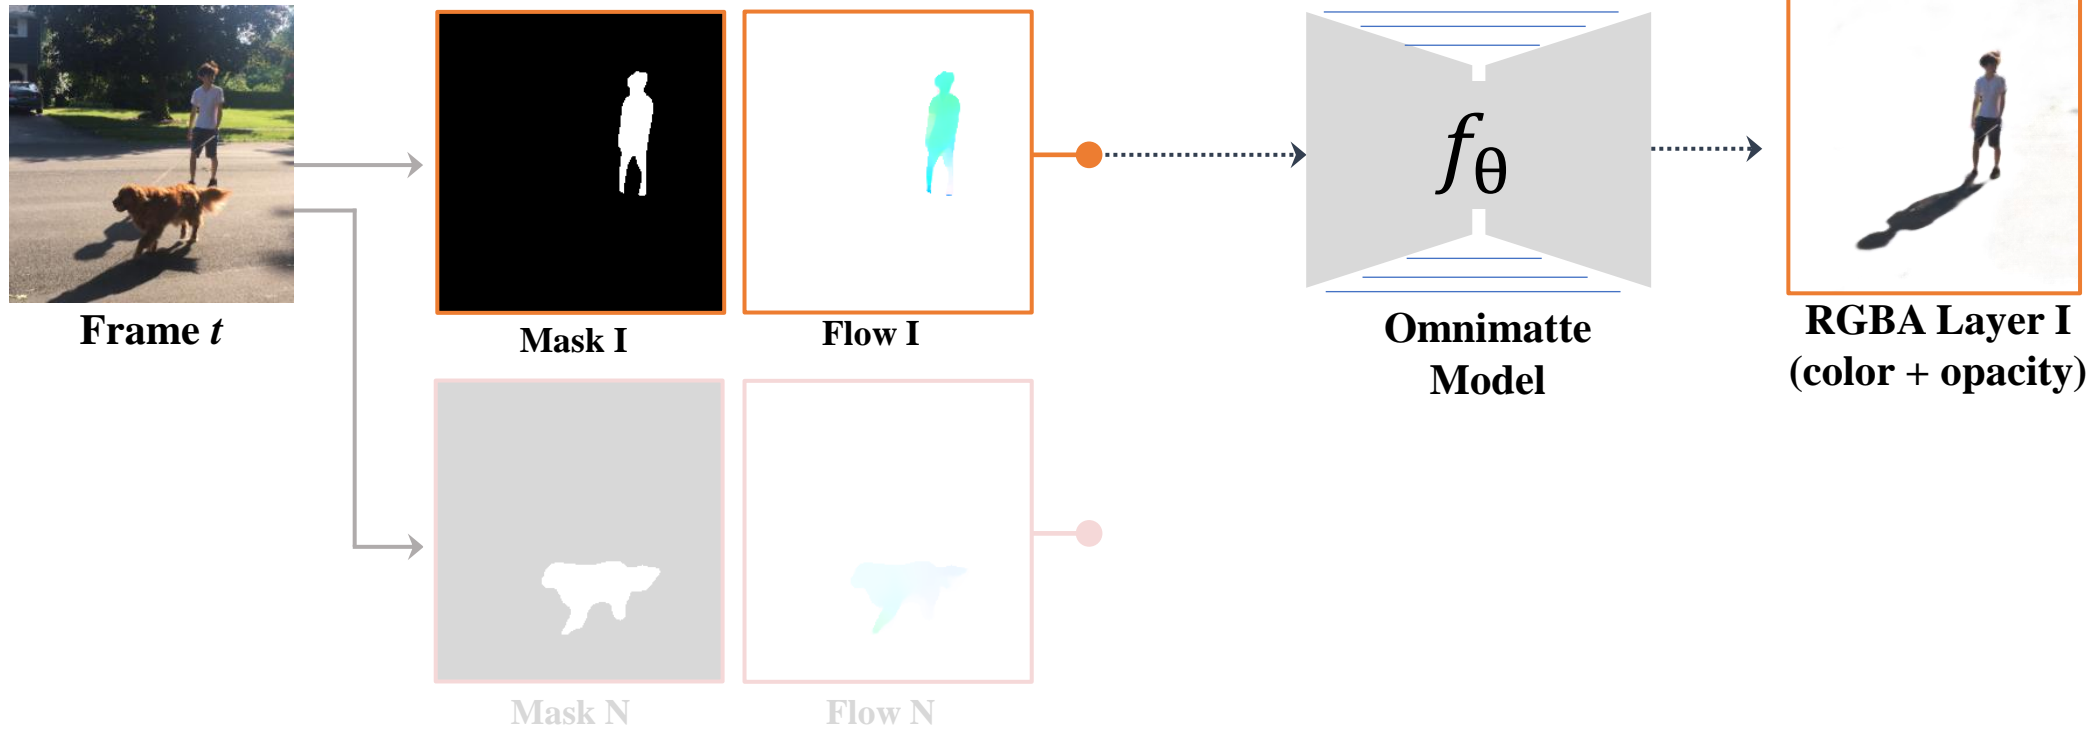 Frame t
Mask I
Flow I
fθ
Omnimatte
Model
RGBA Layer I
(color + opacity)
Mask N
Flow N